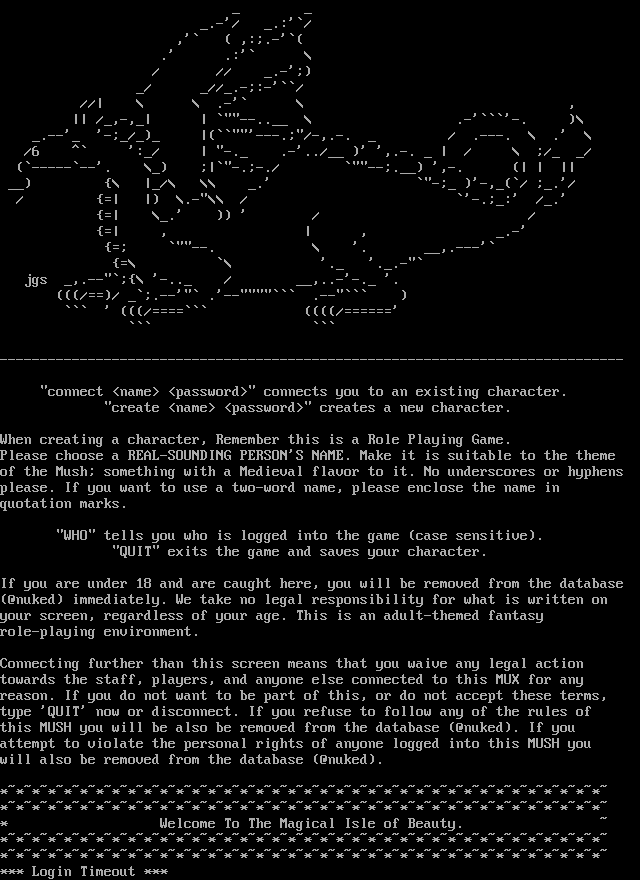 jgs
"connect <name> <password>" connects you to an existing character.
"create <name> <password>" creates a new character.
When creating a character, Remember this is a Role Playing Game.
Please choose a REAL-SOUNDING PERSON'S NAME. Make it is suitable to the theme
of the Mush; something with a Medieval flavor to it. No underscores or hyphens
please. If you want to use a two-word name, please enclose the name in
quotation marks.
"WHO" tells you who is logged into the game (case sensitive).
"QUIT" exits the game and saves your character.
If you are under 18 and are caught here, you will be removed from the database
(@nuked) immediately. We take no legal responsibility for what is written on
your screen, regardless of your age. This is an adult-themed fantasy
role-playing environment.
Connecting further than this screen means that you waive any legal action
towards the staff, players, and anyone else connected to this MUX for any
reason. If you do not want to be part of this, or do not accept these terms,
type 'QUIT' now or disconnect. If you refuse to follow any of the rules of
this MUSH you will be also be removed from the database (@nuked). If you
attempt to violate the personal rights of anyone logged into this MUSH you
will also be removed from the database (@nuked).
* Welcome To The Magical Isle of Beauty. ~
*** Login Timeout ***